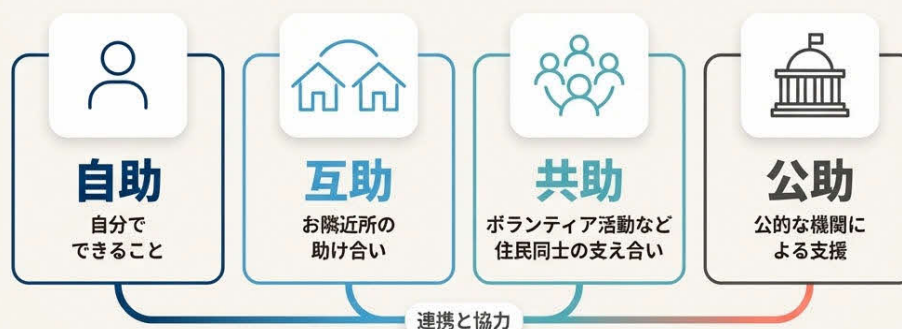 自助
自分で
できること
互助
お隣近所の
助け合い
共助
ボランティア活動など
住民同士の支え合い
公助
公的な機関に
よる支援
連携と協力